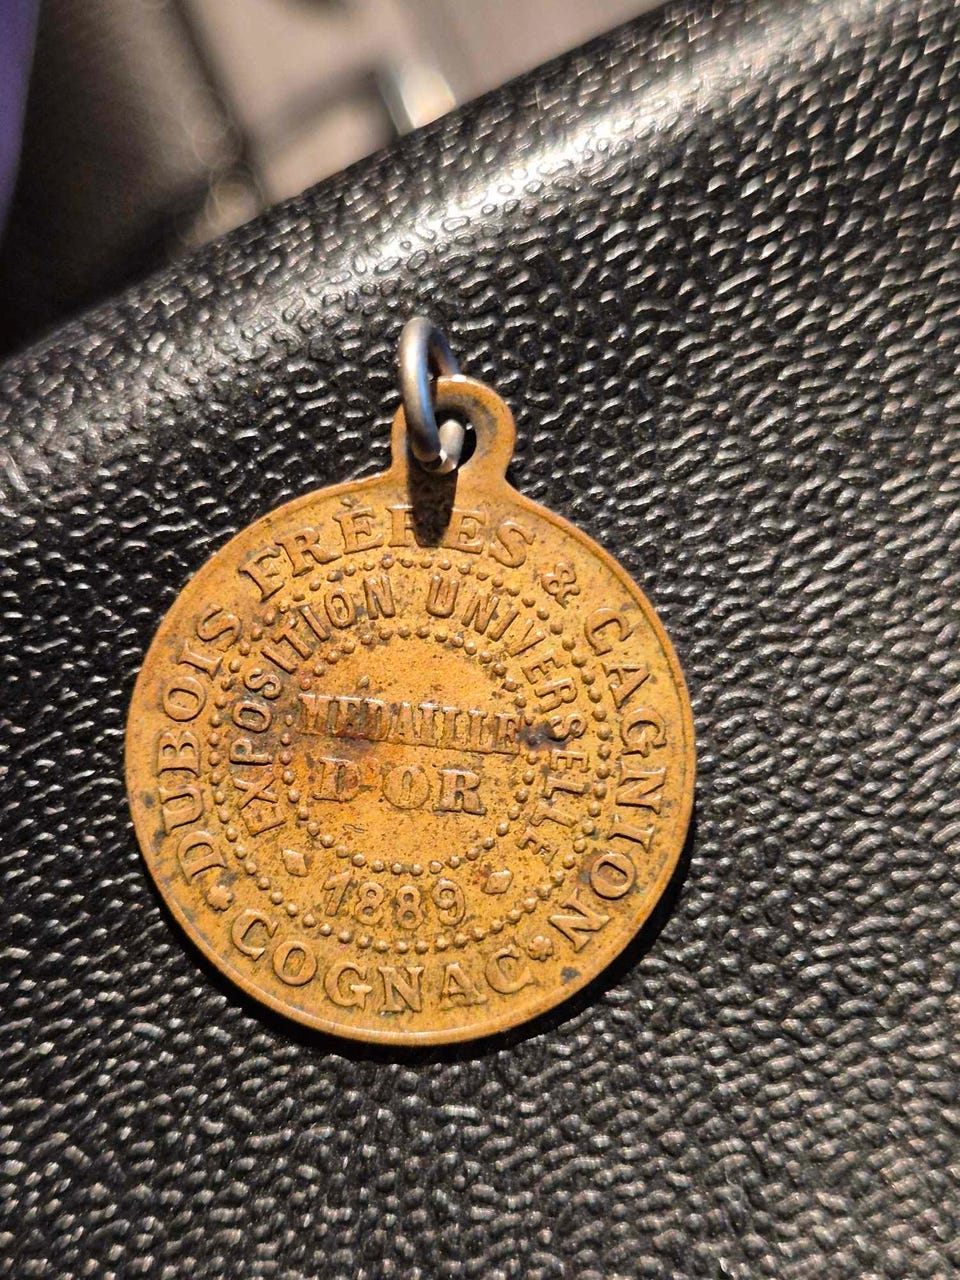 DUBOIS FRÈRES & GAGNION
COGNAC
EXPOSITION UNIVERSELLE
1889
MÉDAILLE
D'OR